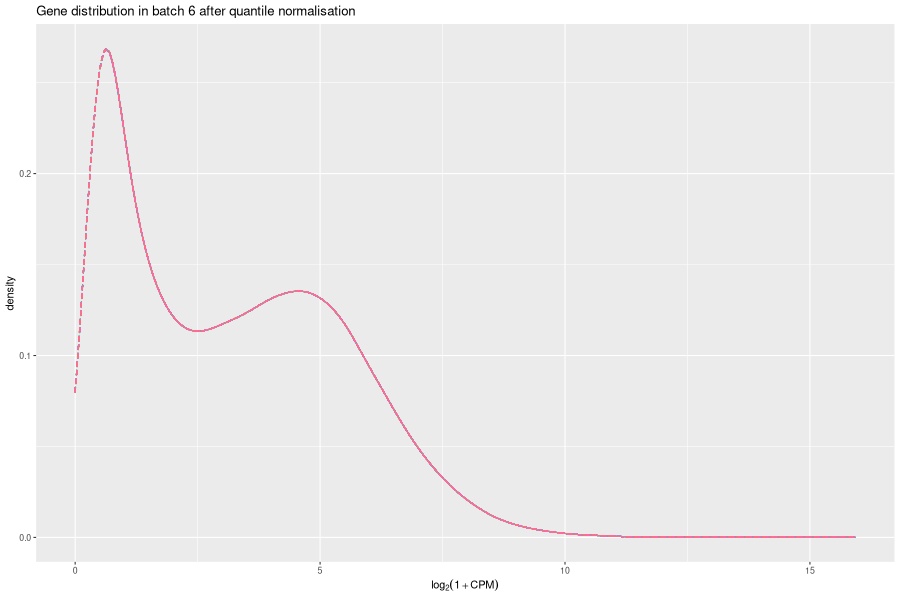 Gene distribution in batch 6 after quantile normalisation
density
0.2
0.1
0.0
0 5 10 15
log₂(1+CPM)